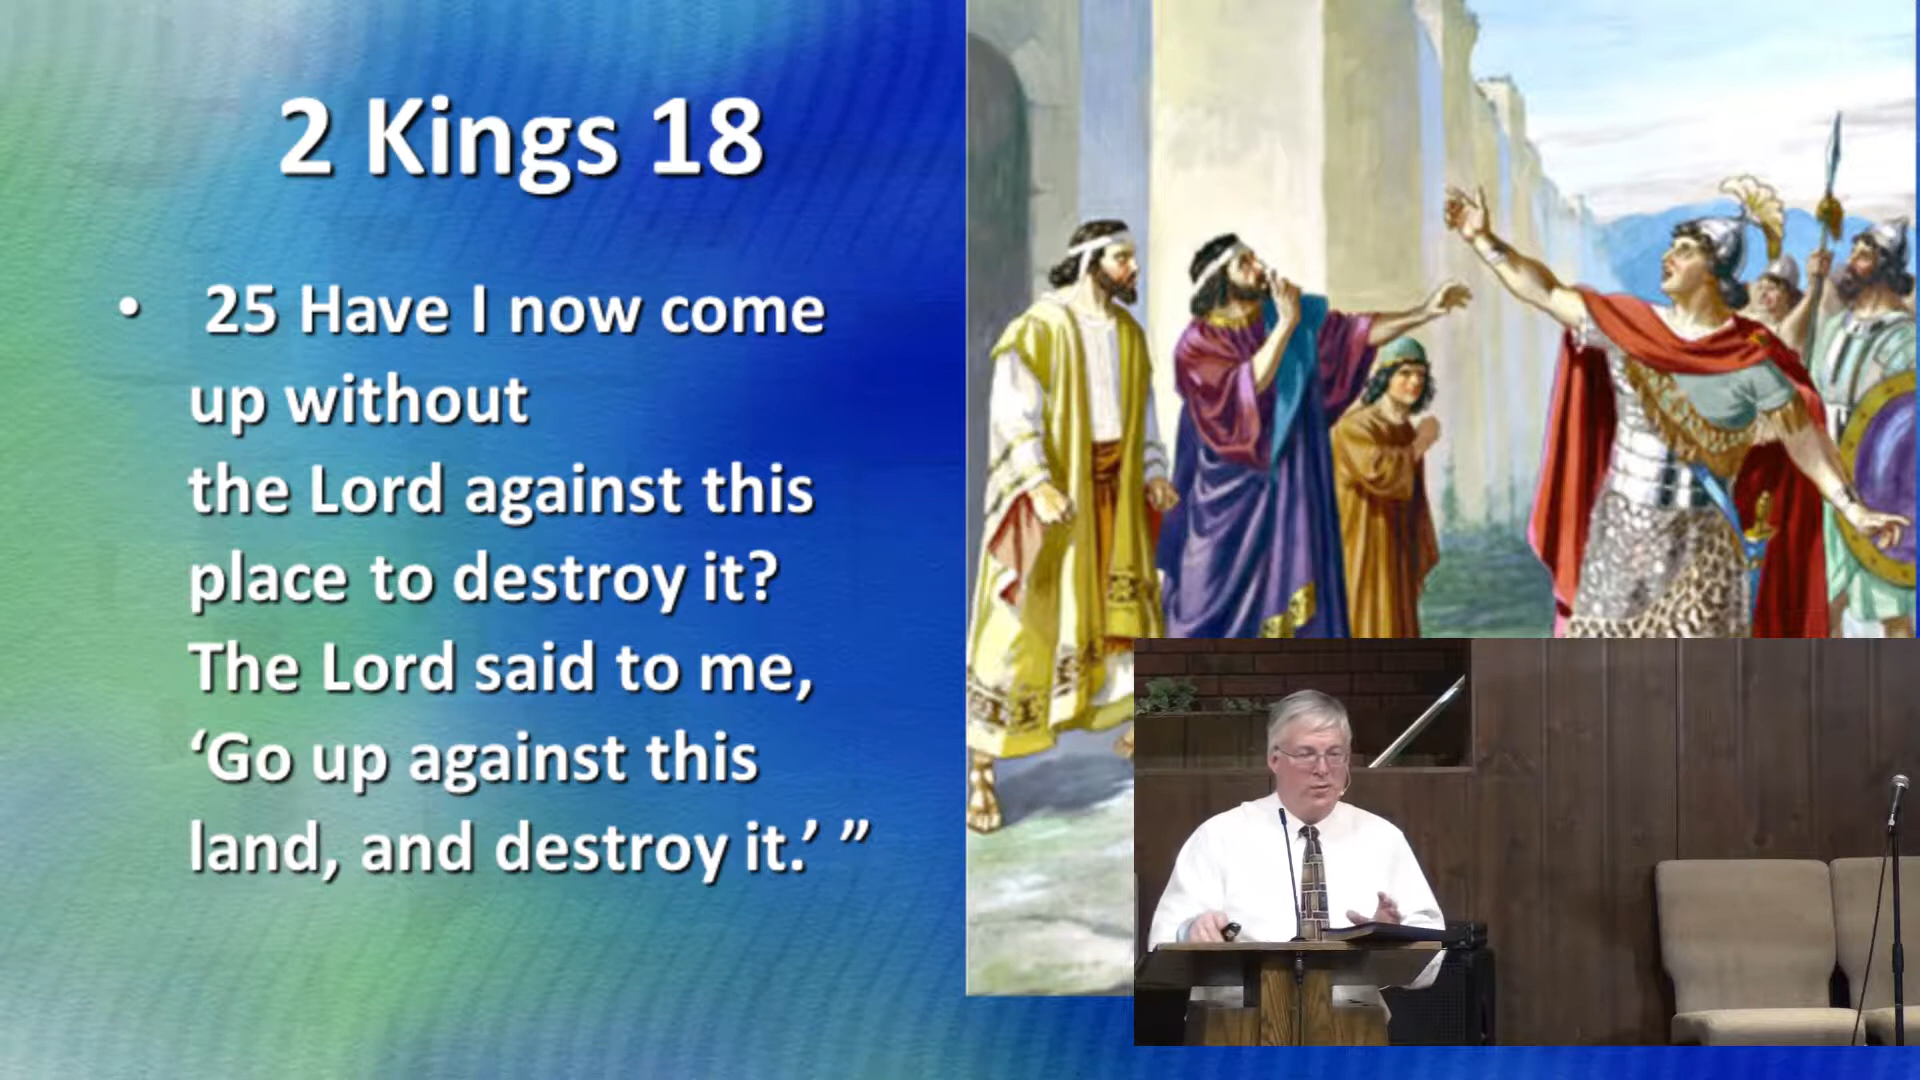 2 Kings 18
• 25 Have I now come
up without
the Lord against this
place to destroy it?
The Lord said to me,
‘Go up against this
land, and destroy it.’ ”